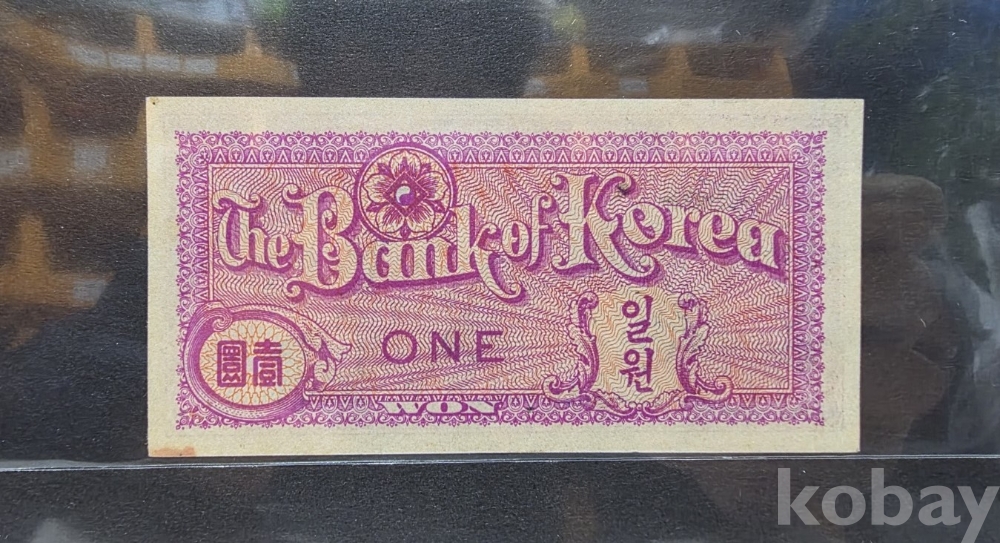 The Bank of Korea
圓壹
ONE
일원
WON
kobay